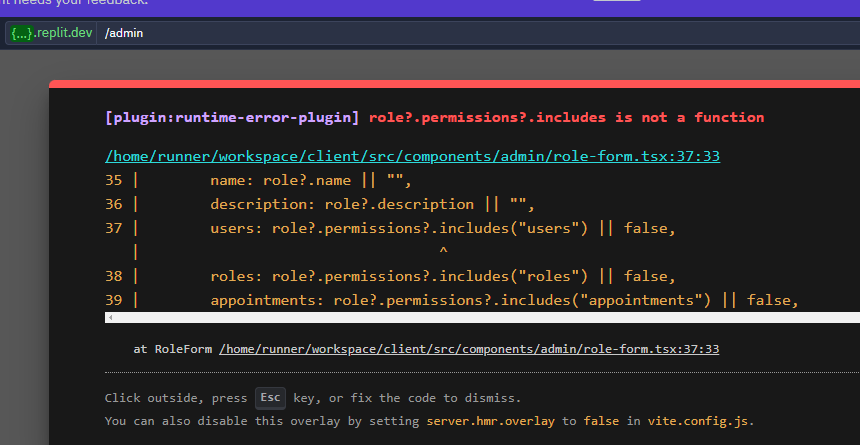 needs your feedback.
{...}.replit.dev /admin
[plugin:runtime-error-plugin] role?.permissions?.includes is not a function
/home/runner/workspace/client/src/components/admin/role-form.tsx:37:33
35 | name: role?.name || "",
36 | description: role?.description || "",
37 | users: role?.permissions?.includes("users") || false,
| ^
38 | roles: role?.permissions?.includes("roles") || false,
39 | appointments: role?.permissions?.includes("appointments") || false,
at RoleForm /home/runner/workspace/client/src/components/admin/role-form.tsx:37:33
Click outside, press Esc key, or fix the code to dismiss.
You can also disable this overlay by setting server.hmr.overlay to false in vite.config.js.